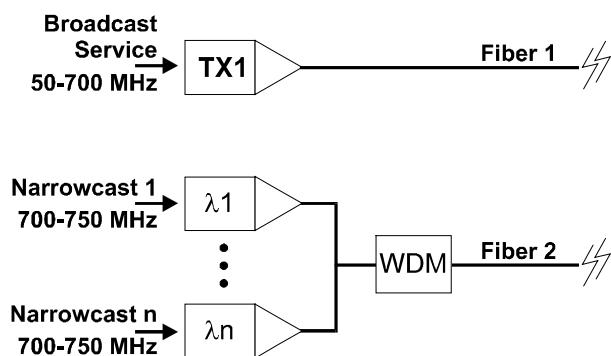 Broadcast
Service
50-700 MHz
TX1
Fiber 1
Narrowcast 1
700-750 MHz
λ1
WDM
Fiber 2
Narrowcast n
700-750 MHz
λn